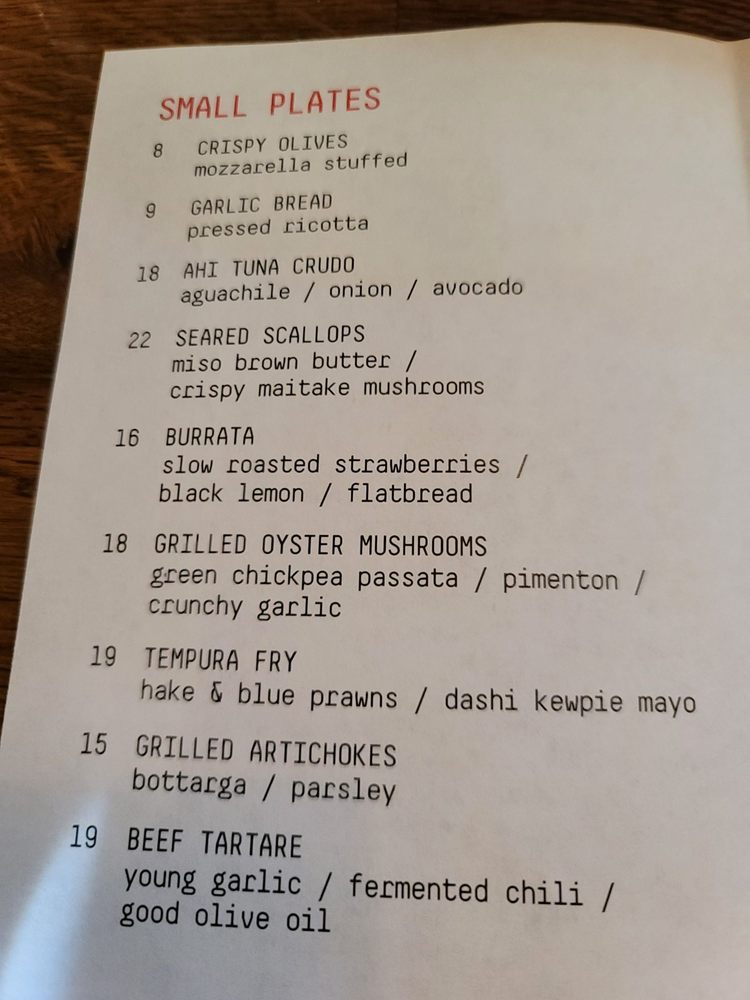 SMALL PLATES
8 CRISPY OLIVES
mozzarella stuffed
9 GARLIC BREAD
pressed ricotta
18 AHI TUNA CRUDO
aguachile / onion / avocado
22 SEARED SCALLOPS
miso brown butter /
crispy maitake mushrooms
16 BURRATA
slow roasted strawberries /
black lemon / flatbread
18 GRILLED OYSTER MUSHROOMS
green chickpea passata / pimenton /
crunchy garlic
19 TEMPURA FRY
hake & blue prawns / dashi kewpie mayo
15 GRILLED ARTICHOKES
bottarga / parsley
19 BEEF TARTARE
young garlic / fermented chili /
good olive oil